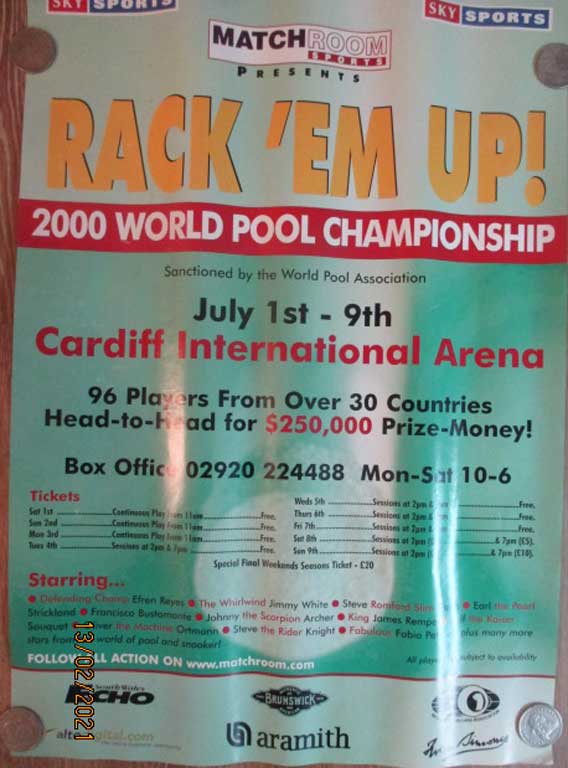 SKY SPORTS
SKY SPORTS
MATCHROOM
SPORTS
PRESENTS
RACK 'EM UP!
2000 WORLD POOL CHAMPIONSHIP
Sanctioned by the World Pool Association
July 1st - 9th
Cardiff International Arena
96 Players From Over 30 Countries
Head-to-Head for $250,000 Prize-Money!
Box Office 02920 224488 Mon-Sat 10-6
Tickets
Sat 1st Continuous Play from 11am Free.
Sun 2nd Continuous Play from 11am Free.
Mon 3rd Continuous Play from 11am Free.
Tues 4th Sessions at 2pm & 7pm Free.
Weds 5th Sessions at 2pm Free.
Thurs 6th Sessions at 2pm Free.
Fri 7th Sessions at 2pm Free.
Sat 8th Sessions at 2pm & 7pm (£5).
Sun 9th Sessions at 2pm & 7pm (£10).
Special Final Weekends Seasons Ticket - £20
Starring...
Defending Champ Efren Reyes • The Whirlwind Jimmy White • Steve Romford Slim • Earl the Pearl
Strickland • Francisco Bustamante • Johnny the Scorpion Archer • King James Rempe • the Kaiser
Souquet • Oliver the Machine Ortmann • Steve the Rider Knight • Fabulous Fabio plus many more
stars from the world of pool and snooker!
FOLLOW ALL ACTION ON www.matchroom.com
All players subject to availability
South Wales
ECHO
BRUNSWICK
aramith
13/02/2021